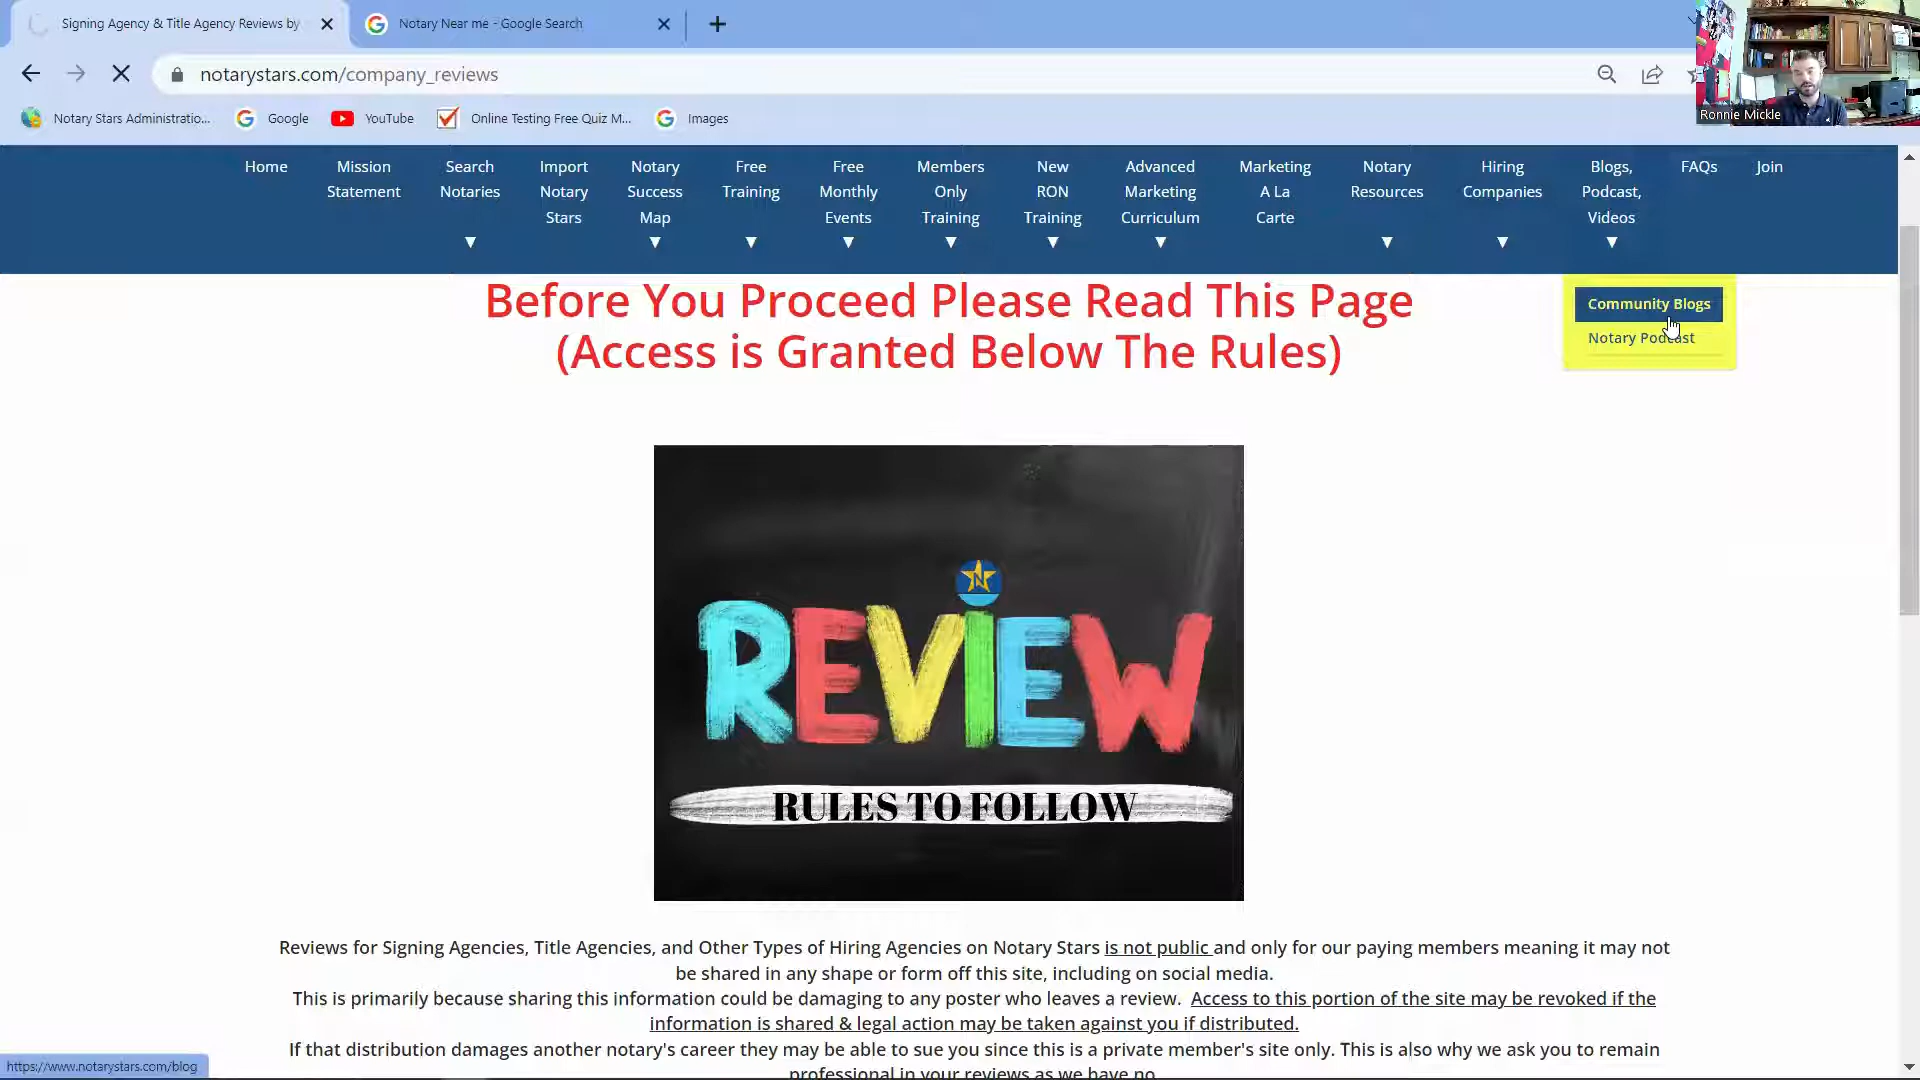 Signing Agency & Title Agency Reviews by
Notary Near me - Google Search
notarystars.com/company_reviews
Ronnie Mickle
Notary Stars Administratio...
Google
YouTube
Online Testing Free Quiz M...
Images
Home
Mission
Statement
Search
Notaries
Import
Notary
Stars
Notary
Success
Map
Free
Training
Free
Monthly
Events
Members
Only
Training
New
RON
Training
Advanced
Marketing
Curriculum
Marketing
A La
Carte
Notary
Resources
Hiring
Companies
Blogs,
Podcast,
Videos
FAQs
Join
Before You Proceed Please Read This Page
(Access is Granted Below The Rules)
Community Blogs
Notary Podcast
N
REVIEW
RULES TO FOLLOW
Reviews for Signing Agencies, Title Agencies, and Other Types of Hiring Agencies on Notary Stars is not public and only for our paying members meaning it may not
be shared in any shape or form off this site, including on social media.
This is primarily because sharing this information could be damaging to any poster who leaves a review. Access to this portion of the site may be revoked if the
information is shared & legal action may be taken against you if distributed.
If that distribution damages another notary's career they may be able to sue you since this is a private member's site only. This is also why we ask you to remain
professional in your reviews as we have no
https://www.notarystars.com/blog